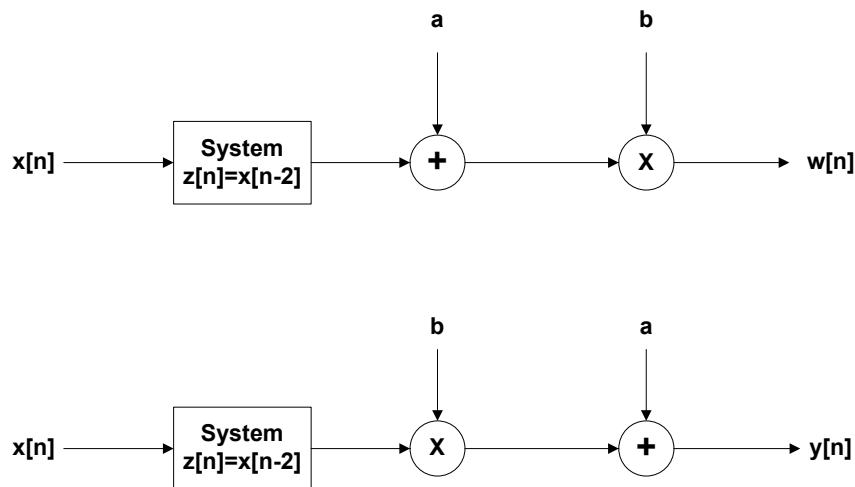 a b
x[n] System
z[n]=x[n-2] + X w[n]
b a
x[n] System
z[n]=x[n-2] X + y[n]